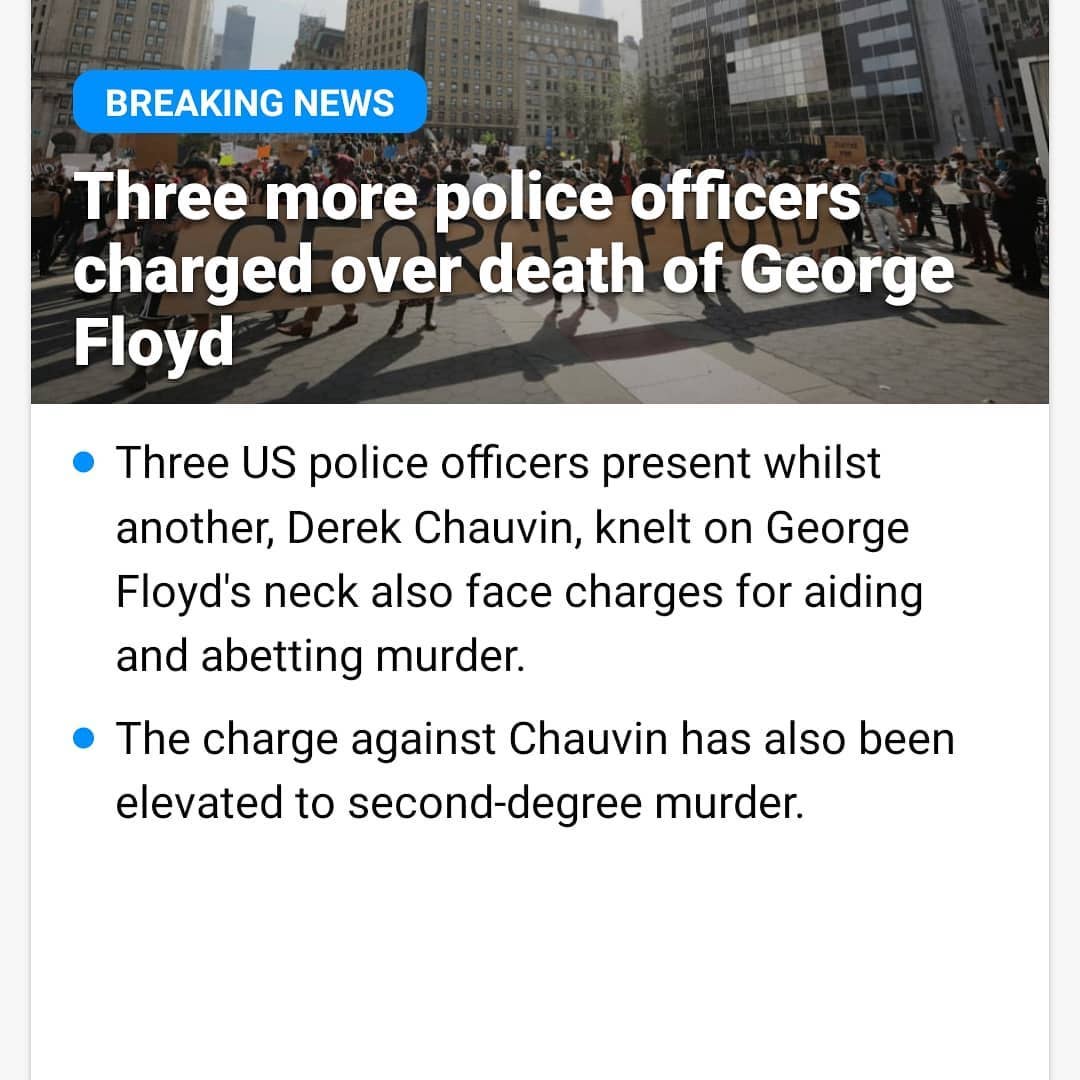 BREAKING NEWS
Three more police officers
charged over death of George
Floyd
GEORGE FLOYD
Three US police officers present whilst
another, Derek Chauvin, knelt on George
Floyd's neck also face charges for aiding
and abetting murder.
The charge against Chauvin has also been
elevated to second-degree murder.